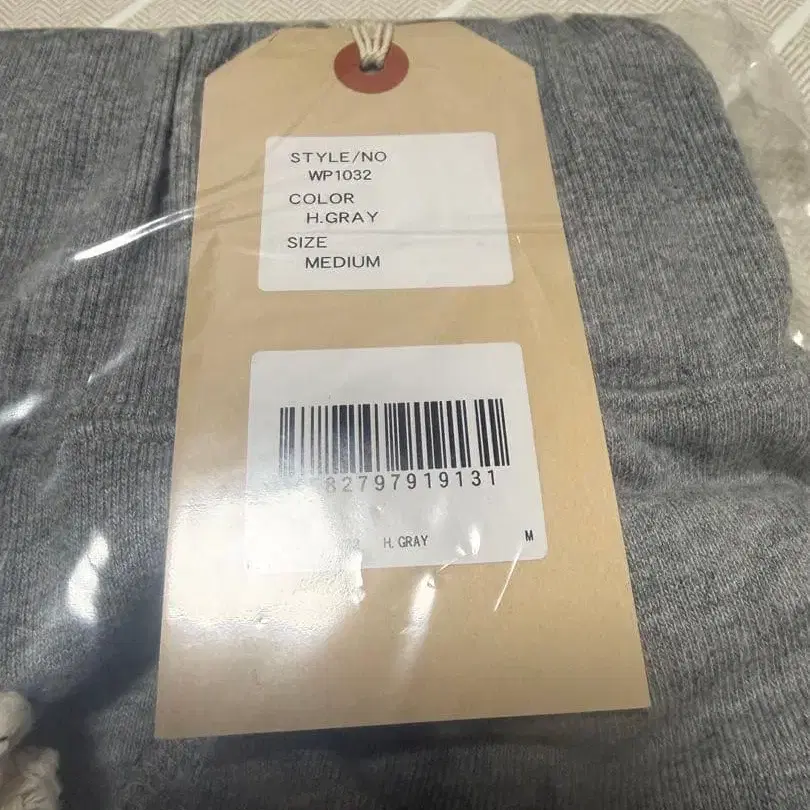 STYLE/NO
WP1032
COLOR
H.GRAY
SIZE
MEDIUM
82797919131
H. GRAY M